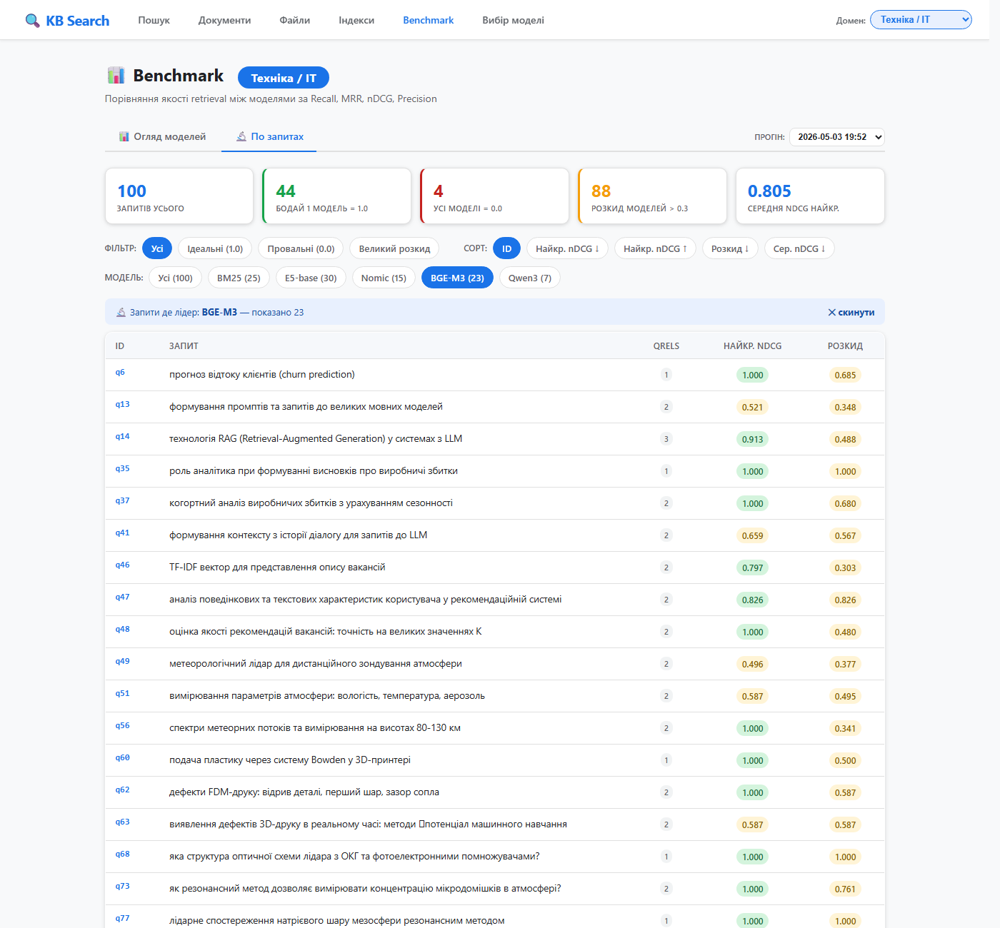 KB Search Пошук Документи Файли Індекси Benchmark Вибір моделі Домен: Техніка / IT
Benchmark Техніка / IT
Порівняння якості retrieval між моделями за Recall, MRR, nDCG, Precision
Огляд моделей По запитах ПРОГІН: 2026-05-03 19:52
100 44 4 88 0.805
ЗАПИТІВ УСЬОГО БОДАЙ 1 МОДЕЛЬ = 1.0 УСІ МОДЕЛІ = 0.0 РОЗКИД МОДЕЛЕЙ > 0.3 СЕРЕДНЯ NDCG НАЙКР.
ФІЛЬТР: Усі Ідеальні (1.0) Провальні (0.0) Великий розкид СОРТ: ID Найкр. nDCG ↓ Найкр. nDCG ↑ Розкид ↓ Сер. nDCG ↓
МОДЕЛЬ: Усі (100) BM25 (25) E5-base (30) Nomic (15) BGE-M3 (23) Qwen3 (7)
Запити де лідер: BGE-M3 — показано 23 ✕ скинути
ID ЗАПИТ QRELS НАЙКР. NDCG РОЗКИД
q6 прогноз відтоку клієнтів (churn prediction) 1 1.000 0.685
q13 формування промптів та запитів до великих мовних моделей 2 0.521 0.348
q14 технологія RAG (Retrieval-Augmented Generation) у системах з LLM 3 0.913 0.488
q35 роль аналітика при формуванні висновків про виробничі збитки 1 1.000 1.000
q37 когортний аналіз виробничих збитків з урахуванням сезонності 2 1.000 0.680
q41 формування контексту з історії діалогу для запитів до LLM 2 0.659 0.567
q46 TF-IDF вектор для представлення опису вакансій 2 0.797 0.303
q47 аналіз поведінкових та текстових характеристик користувача у рекомендаційній системі 2 0.826 0.826
q48 оцінка якості рекомендацій вакансій: точність на великих значеннях K 2 1.000 0.480
q49 метеорологічний лідар для дистанційного зондування атмосфери 2 0.496 0.377
q51 вимірювання параметрів атмосфери: вологість, температура, аерозоль 2 0.587 0.495
q56 спектри метеорних потоків та вимірювання на висотах 80-130 км 2 1.000 0.341
q60 подача пластику через систему Bowden у 3D-принтері 1 1.000 0.500
q62 дефекти FDM-друку: відрив деталі, перший шар, зазор сопла 2 1.000 0.587
q63 виявлення дефектів 3D-друку в реальному часі: методи потенціал машинного навчання 2 0.587 0.587
q68 яка структура оптичної схеми лідара з ОКГ та фотоелектронними помножувачами? 1 1.000 1.000
q73 як резонансний метод дозволяє вимірювати концентрацію мікродомішків в атмосфері? 2 1.000 0.761
q77 лідарне спостереження натрієвого шару мезосфери резонансним методом 1 1.000 1.000